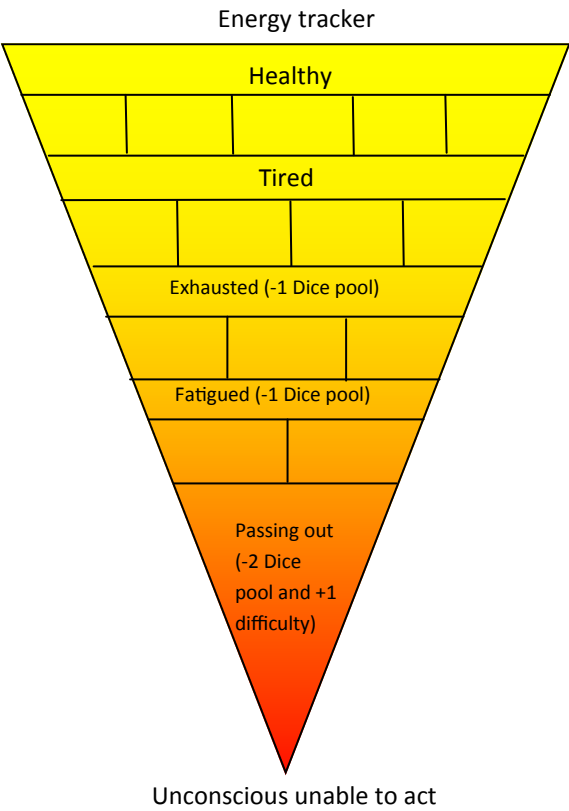 Energy tracker
Healthy
Tired
Exhausted (-1 Dice pool)
Fatigued (-1 Dice pool)
Passing out
(-2 Dice
pool and +1
difficulty)
Unconscious unable to act